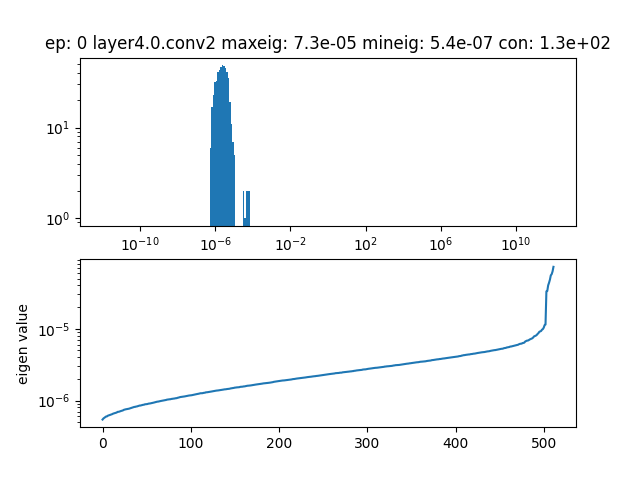 ep: 0 layer4.0.conv2 maxeig: 7.3e-05 mineig: 5.4e-07 con: 1.3e+02
10¹
10⁰
10⁻¹⁰ 10⁻⁶ 10⁻² 10² 10⁶ 10¹⁰
eigen value
10⁻⁵
10⁻⁶
0 100 200 300 400 500